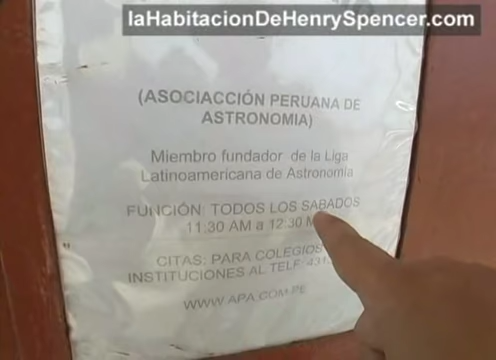 laHabitacionDeHenrySpencer.com
(ASOCIACCIÓN PERUANA DE
ASTRONOMIA)
Miembro fundador de la Liga
Latinoamericana de Astronomía
FUNCIÓN: TODOS LOS SABADOS
11:30 AM a 12:30
CITAS: PARA COLEGIOS
INSTITUCIONES AL TELF:
WWW.APA.COM.PE